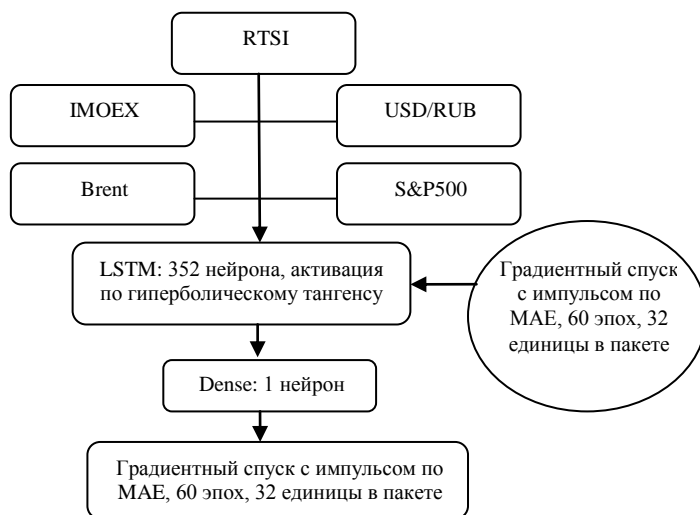 RTSI
IMOEX
USD/RUB
Brent
S&P500
LSTM: 352 нейрона, активация
по гиперболическому тангенсу
Градиентный спуск
с импульсом по
MAE, 60 эпох, 32
единицы в пакете
Dense: 1 нейрон
Градиентный спуск с импульсом по
MAE, 60 эпох, 32 единицы в пакете